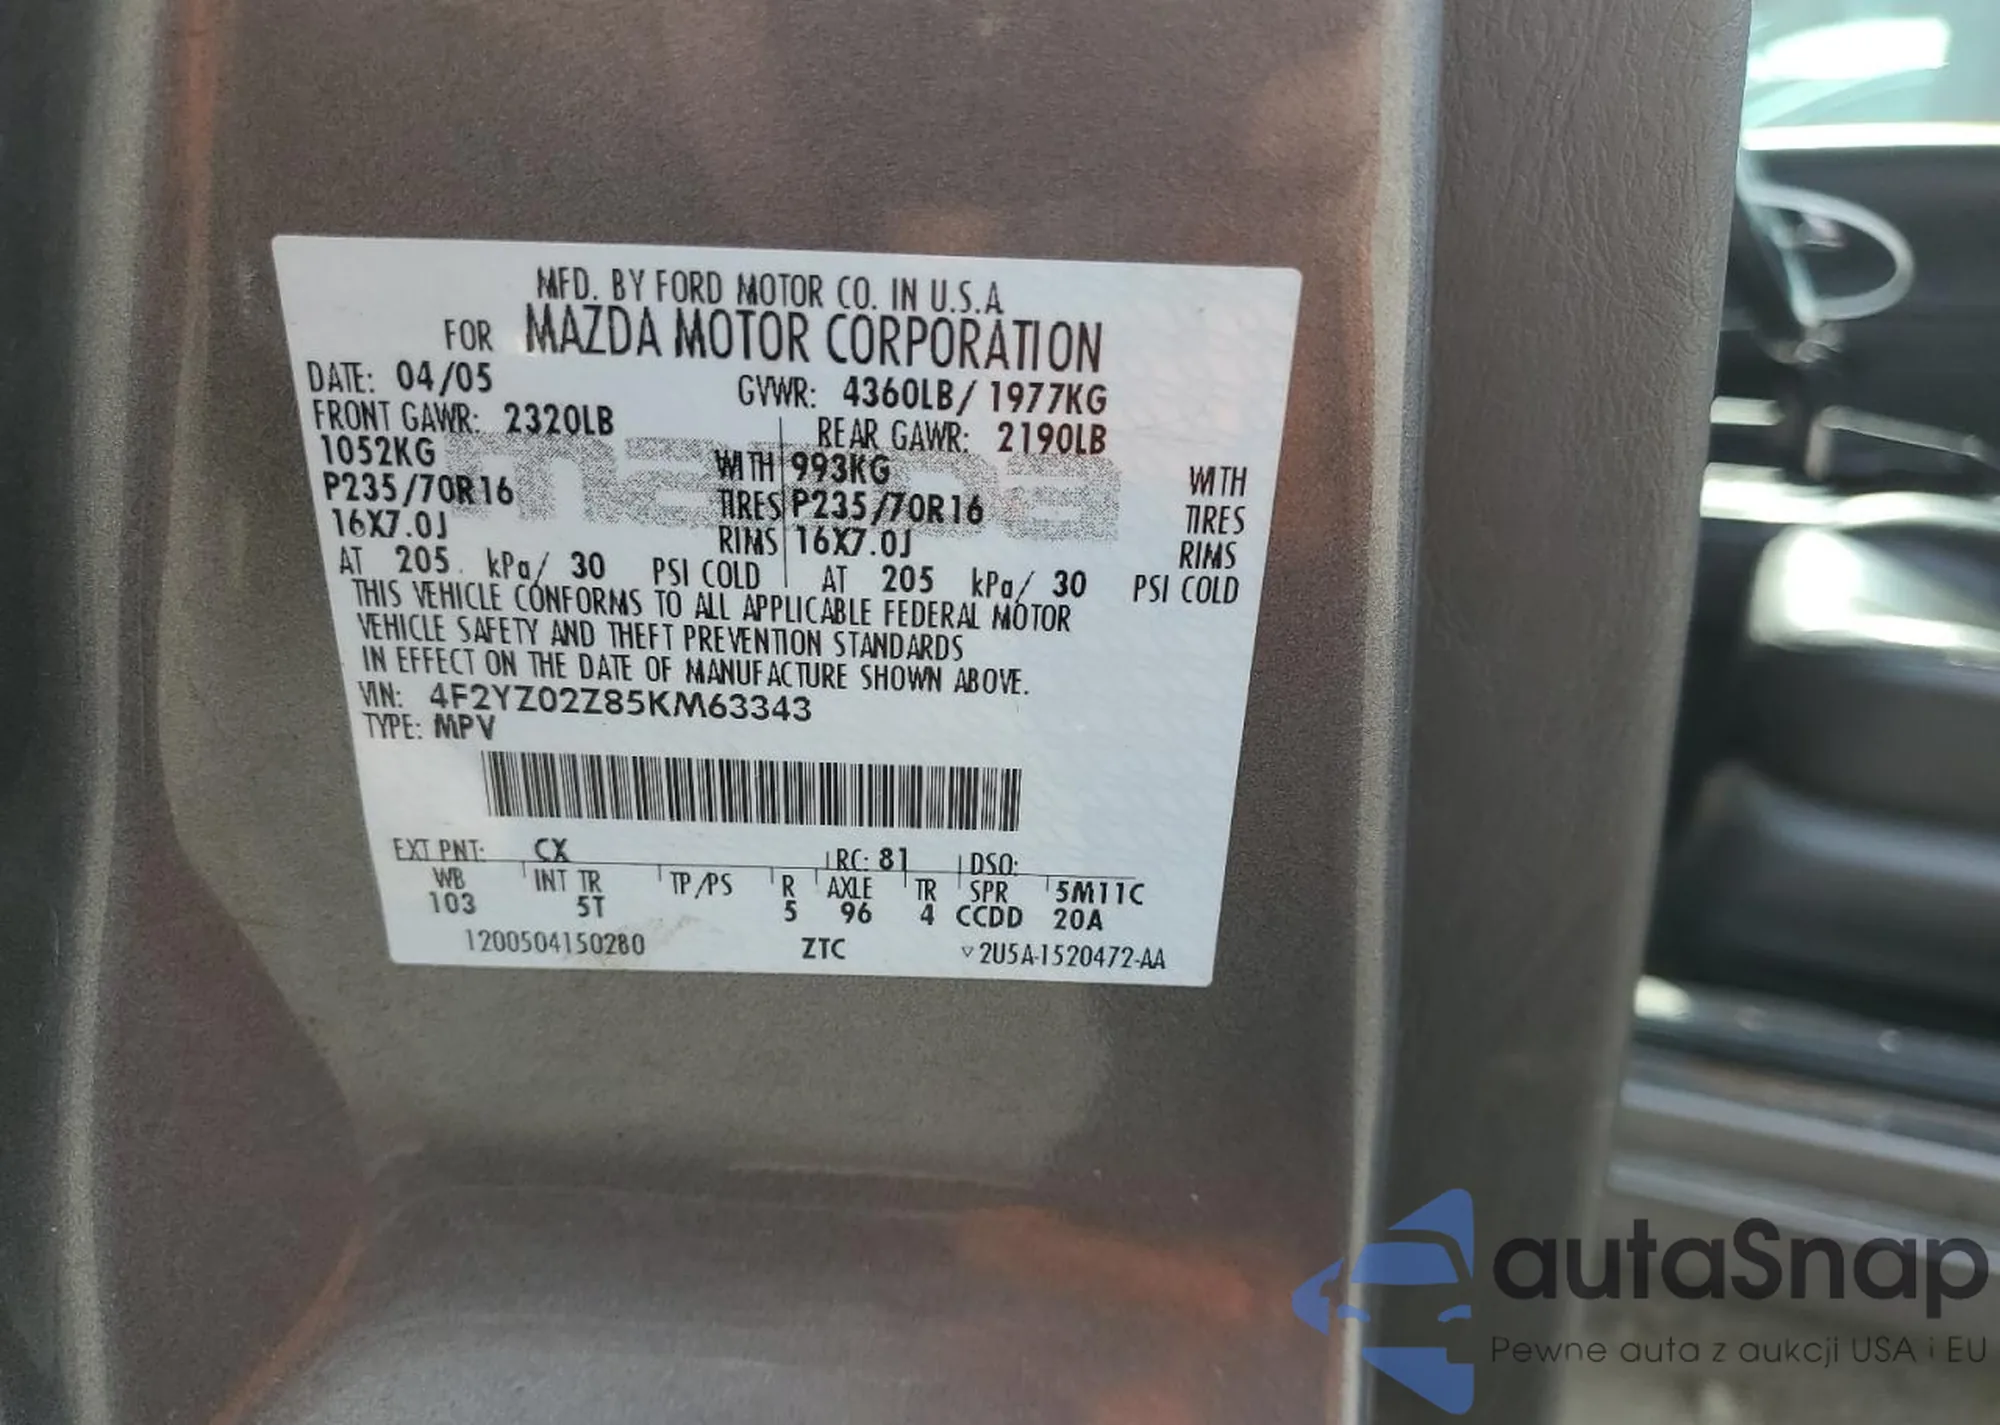 MFD. BY FORD MOTOR CO. IN U.S.A
FOR MAZDA MOTOR CORPORATION
DATE: 04/05 GVWR: 4360LB/ 1977KG
FRONT GAWR: 2320LB REAR GAWR: 2190LB
1052KG WITH 993KG WITH
P235/70R16 TIRES P235/70R16 TIRES
16X7.0J RIMS 16X7.0J RIMS
AT 205 kPa/ 30 PSI COLD AT 205 kPa/ 30 PSI COLD
THIS VEHICLE CONFORMS TO ALL APPLICABLE FEDERAL MOTOR
VEHICLE SAFETY AND THEFT PREVENTION STANDARDS
IN EFFECT ON THE DATE OF MANUFACTURE SHOWN ABOVE.
VIN: 4F2YZ02Z85KM63343
TYPE: MPV
EXT PNT: CX RC: 81 DSO:
WB INT TR TP/PS R AXLE TR SPR 5M11C
103 5T 5 96 4 CCDD 20A
1200504150280 ZTC ▽2U5A-1520472-AA
mazda
autaSnap
Pewne auta z aukcji USA i EU